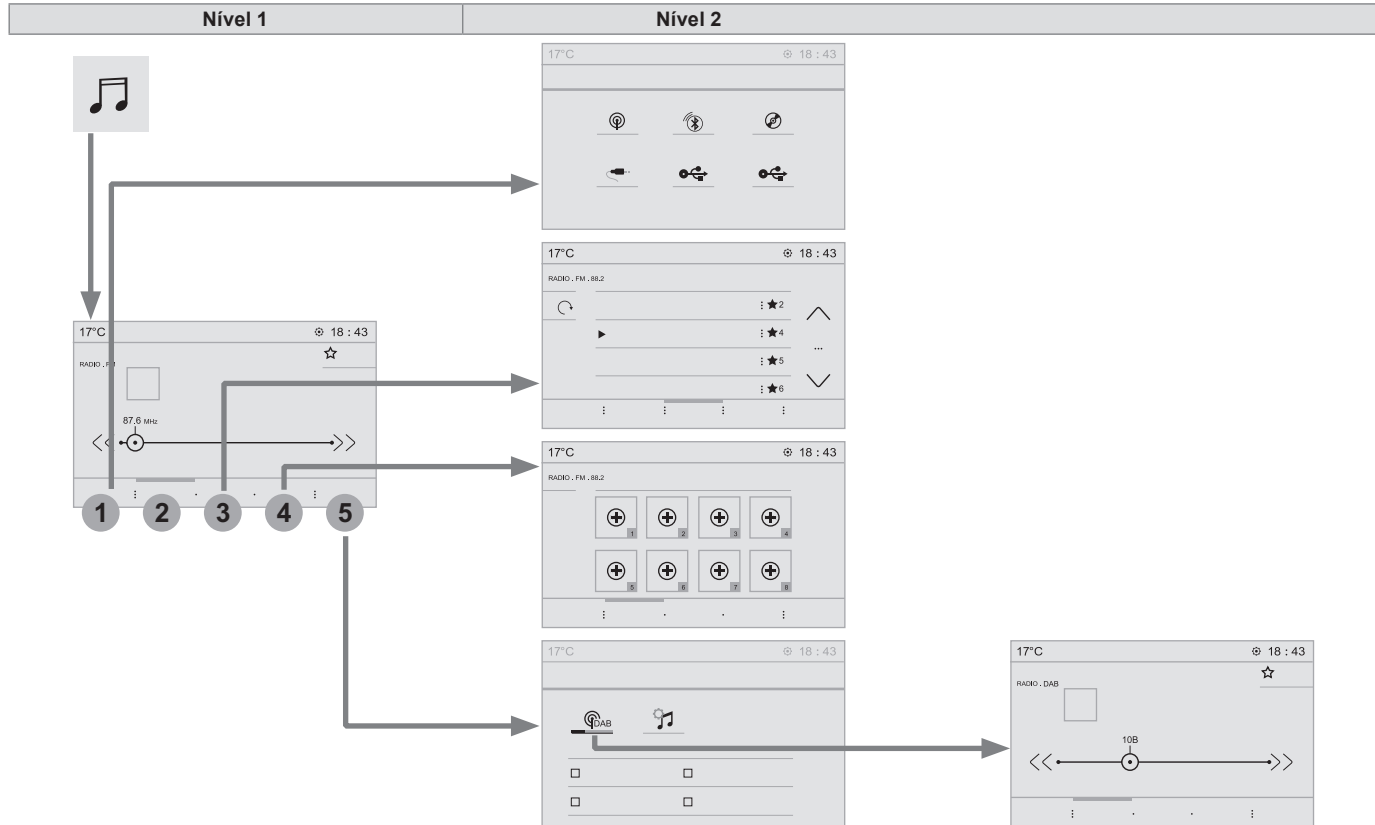 Nível 1
Nível 2
17°C 18 : 43
17°C 18 : 43
RADIO . FM . 88.2
2
4
5
6
...
17°C 18 : 43
RADIO . FM
87.6 MHz
1 2 3 4 5
17°C 18 : 43
RADIO . FM . 88.2
1 2 3 4
5 6 7 8
17°C 18 : 43
DAB
17°C 18 : 43
RADIO . DAB
10B